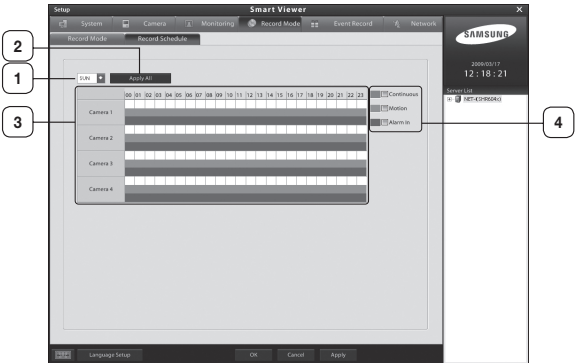 Setup
Smart Viewer
System Camera Monitoring Record Mode Event Record Network
Record Mode Record Schedule
SAMSUNG
2009/03/17
12 : 18 : 21
Server List
2
1
SUN Apply All
00 01 02 03 04 05 06 07 08 09 10 11 12 13 14 15 16 17 18 19 20 21 22 23
Continuous
Motion
Alarm In
3
4
Camera 1
Camera 2
Camera 3
Camera 4
Language Setup OK Cancel Apply